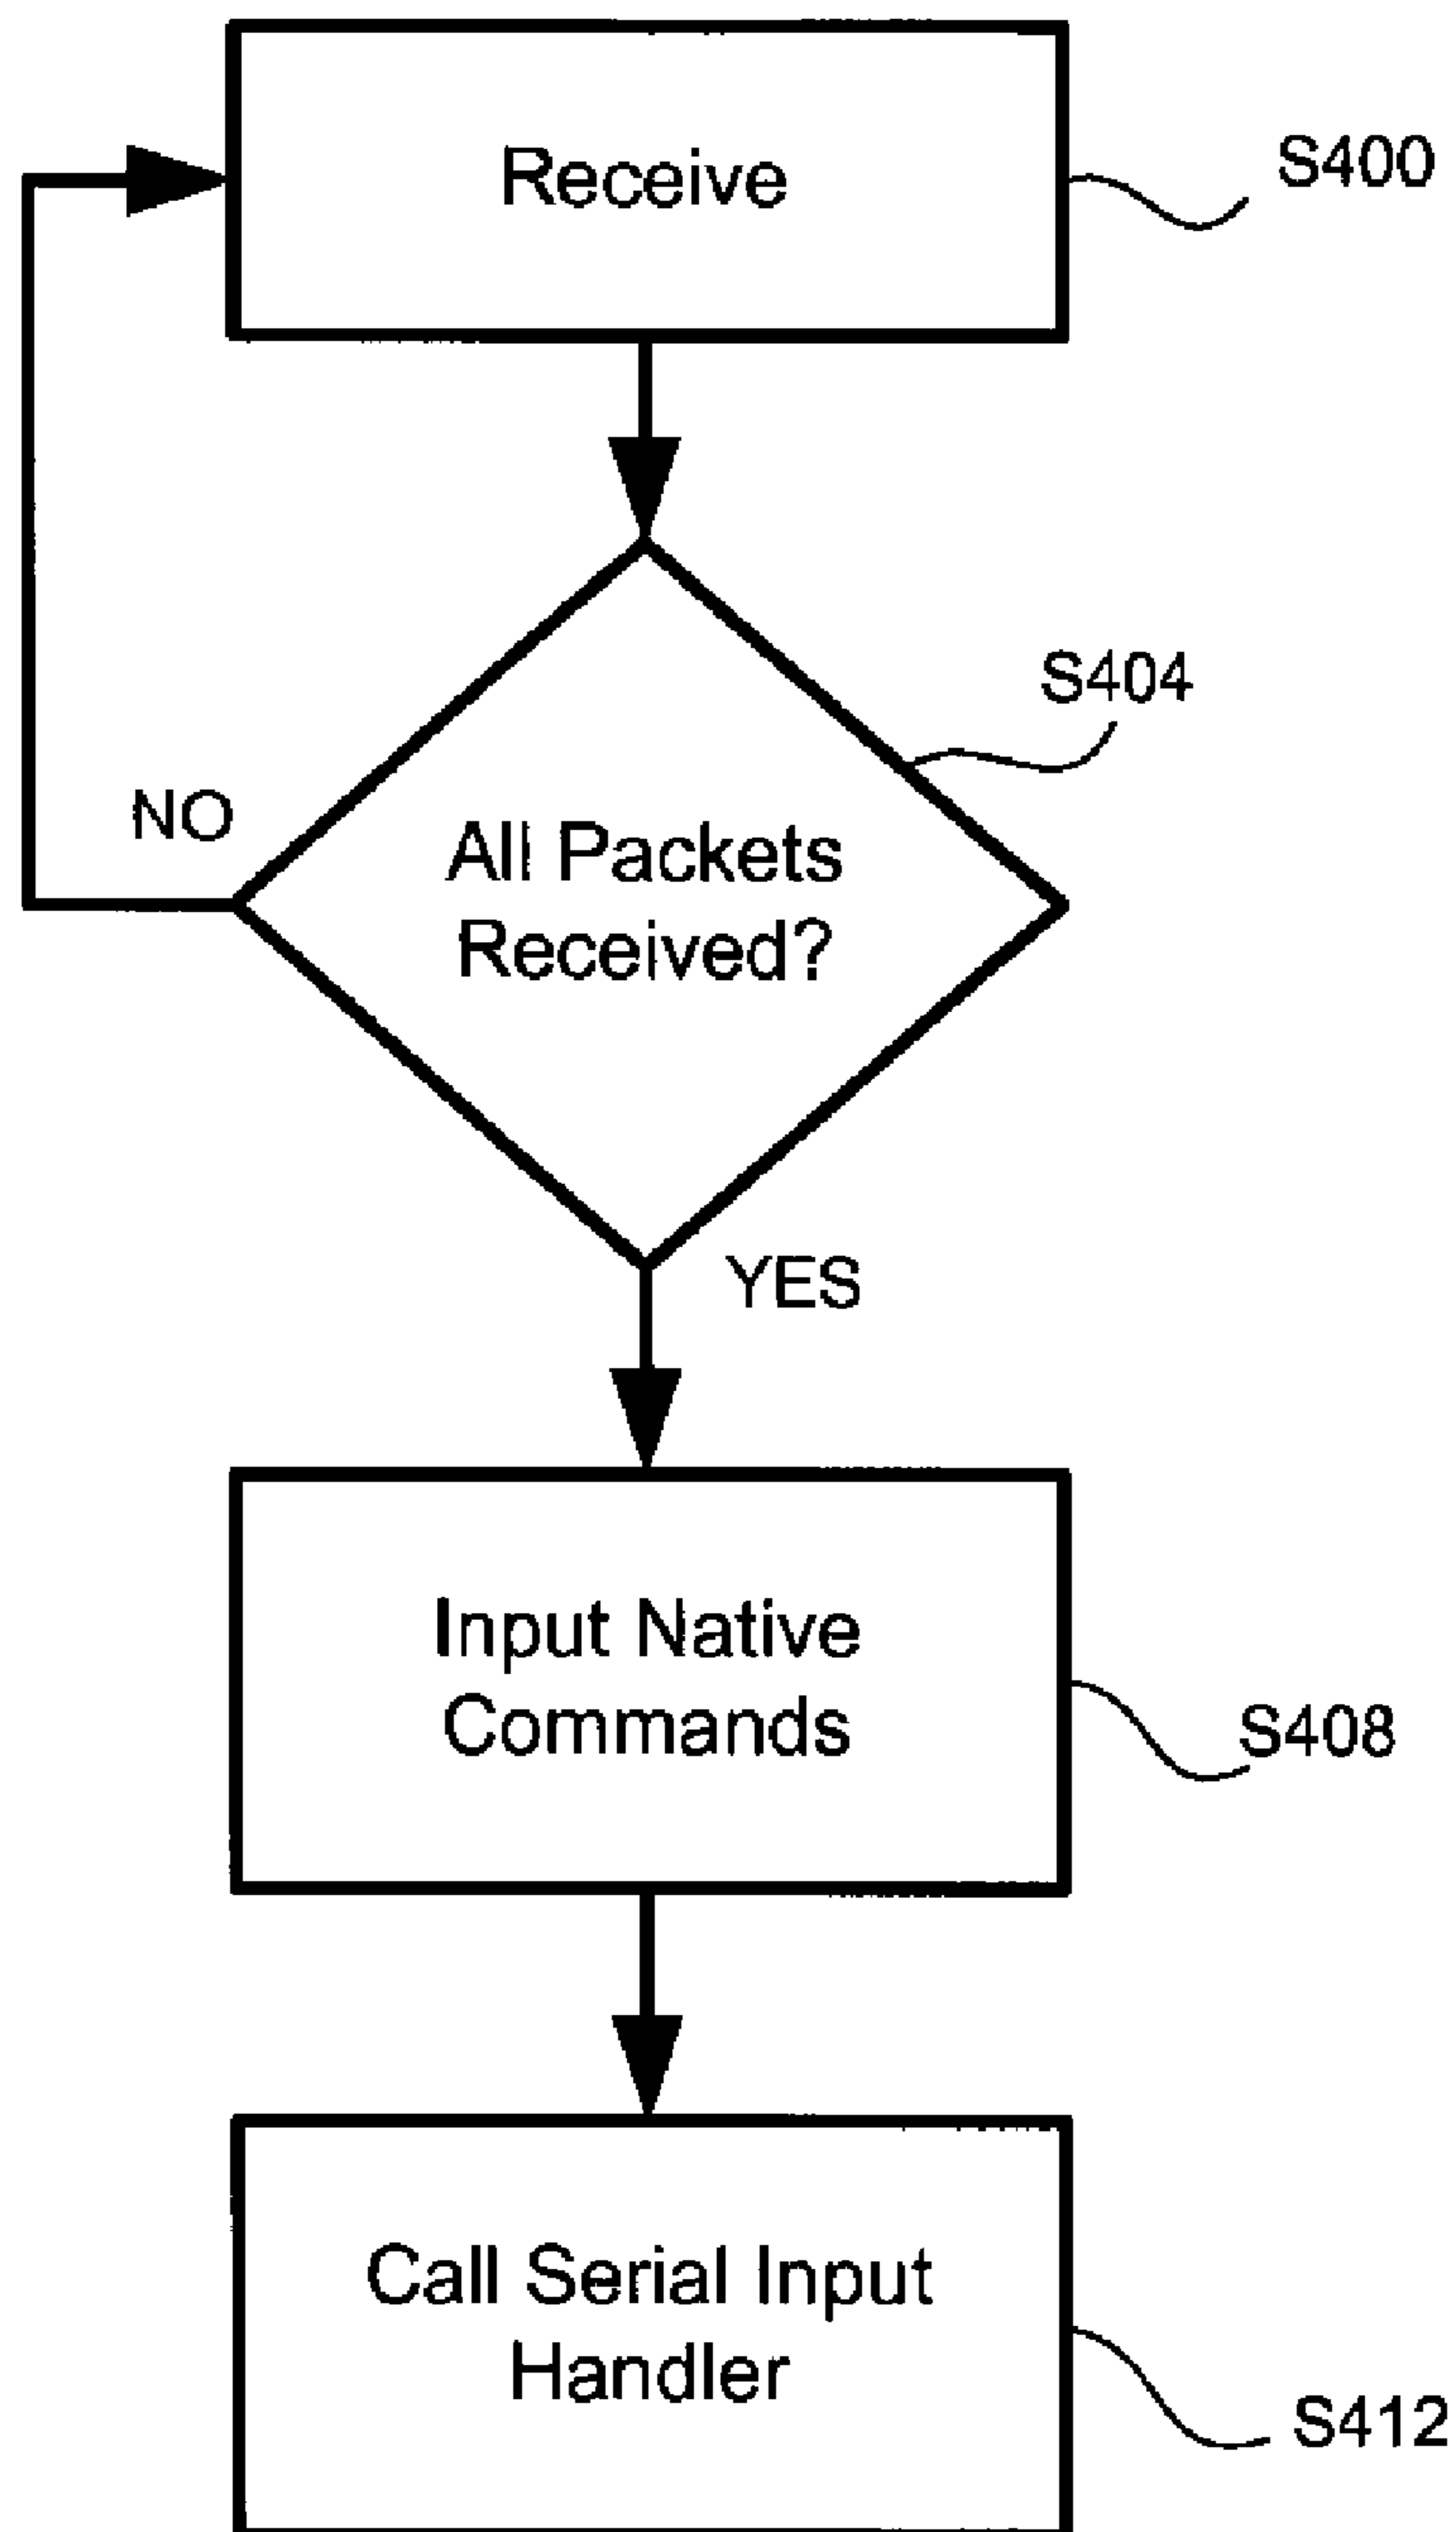 Receive
S400
S404
NO
All Packets
Received?
YES
Input Native
Commands
S408
Call Serial Input
Handler
S412